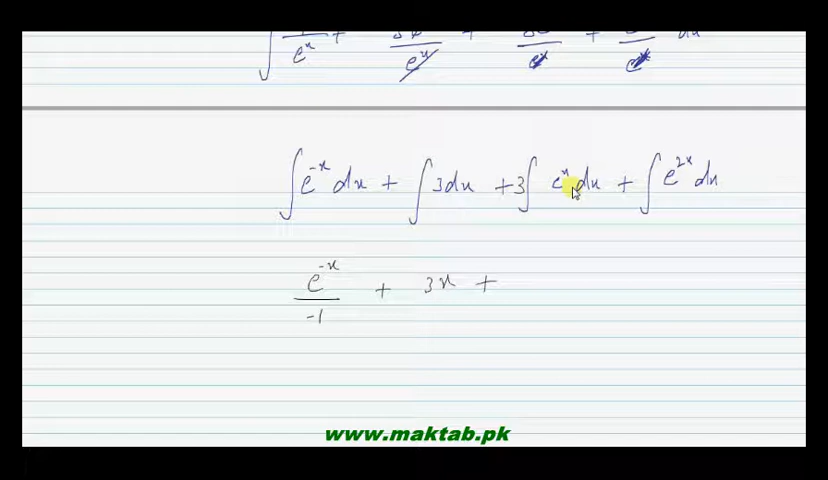 ∫ e^{-x} dx + ∫ 3 dx + 3∫ e^x dx + ∫ e^{2x} dx
e^{-x}/-1 + 3x +
www.maktab.pk